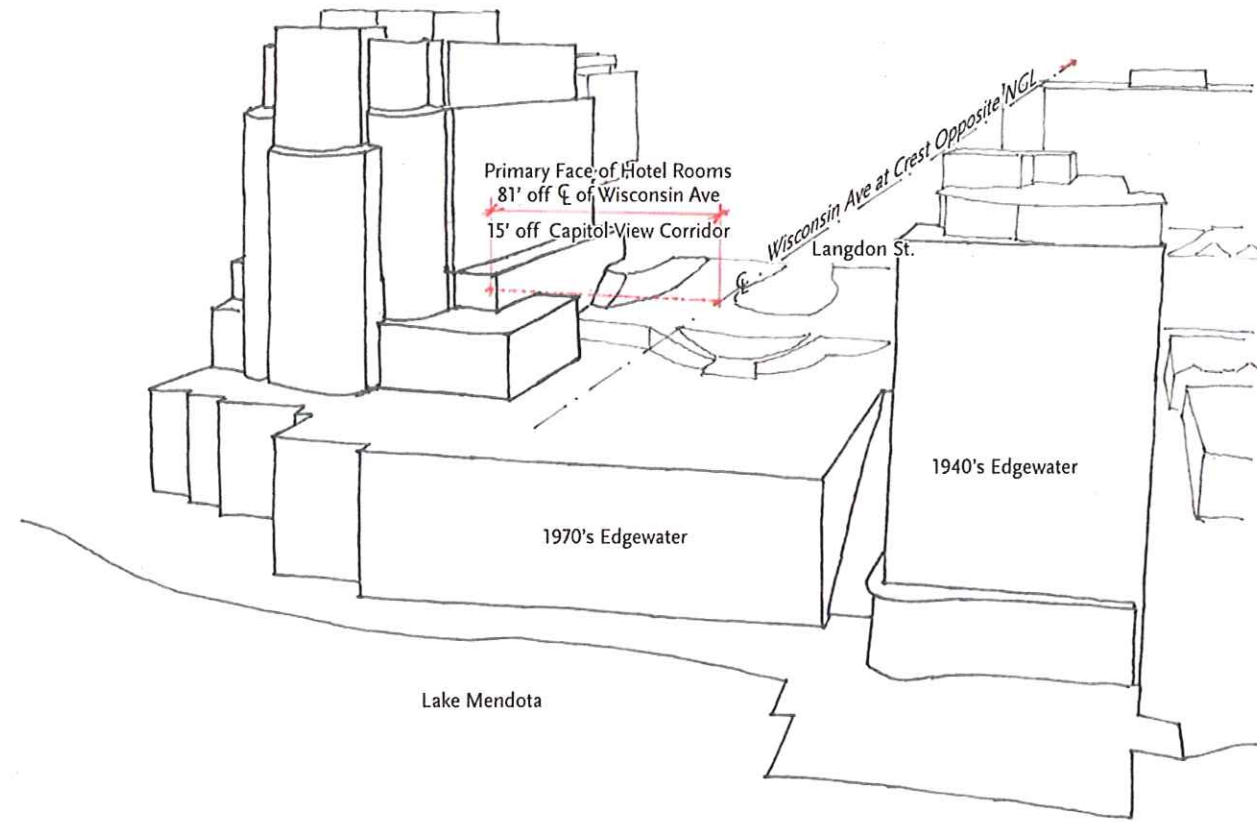 Primary Face of Hotel Rooms
81' off ℄ of Wisconsin Ave
15' off Capitol View Corridor
℄
Wisconsin Ave at Crest Opposite NGL
Langdon St.
1940's Edgewater
1970's Edgewater
Lake Mendota